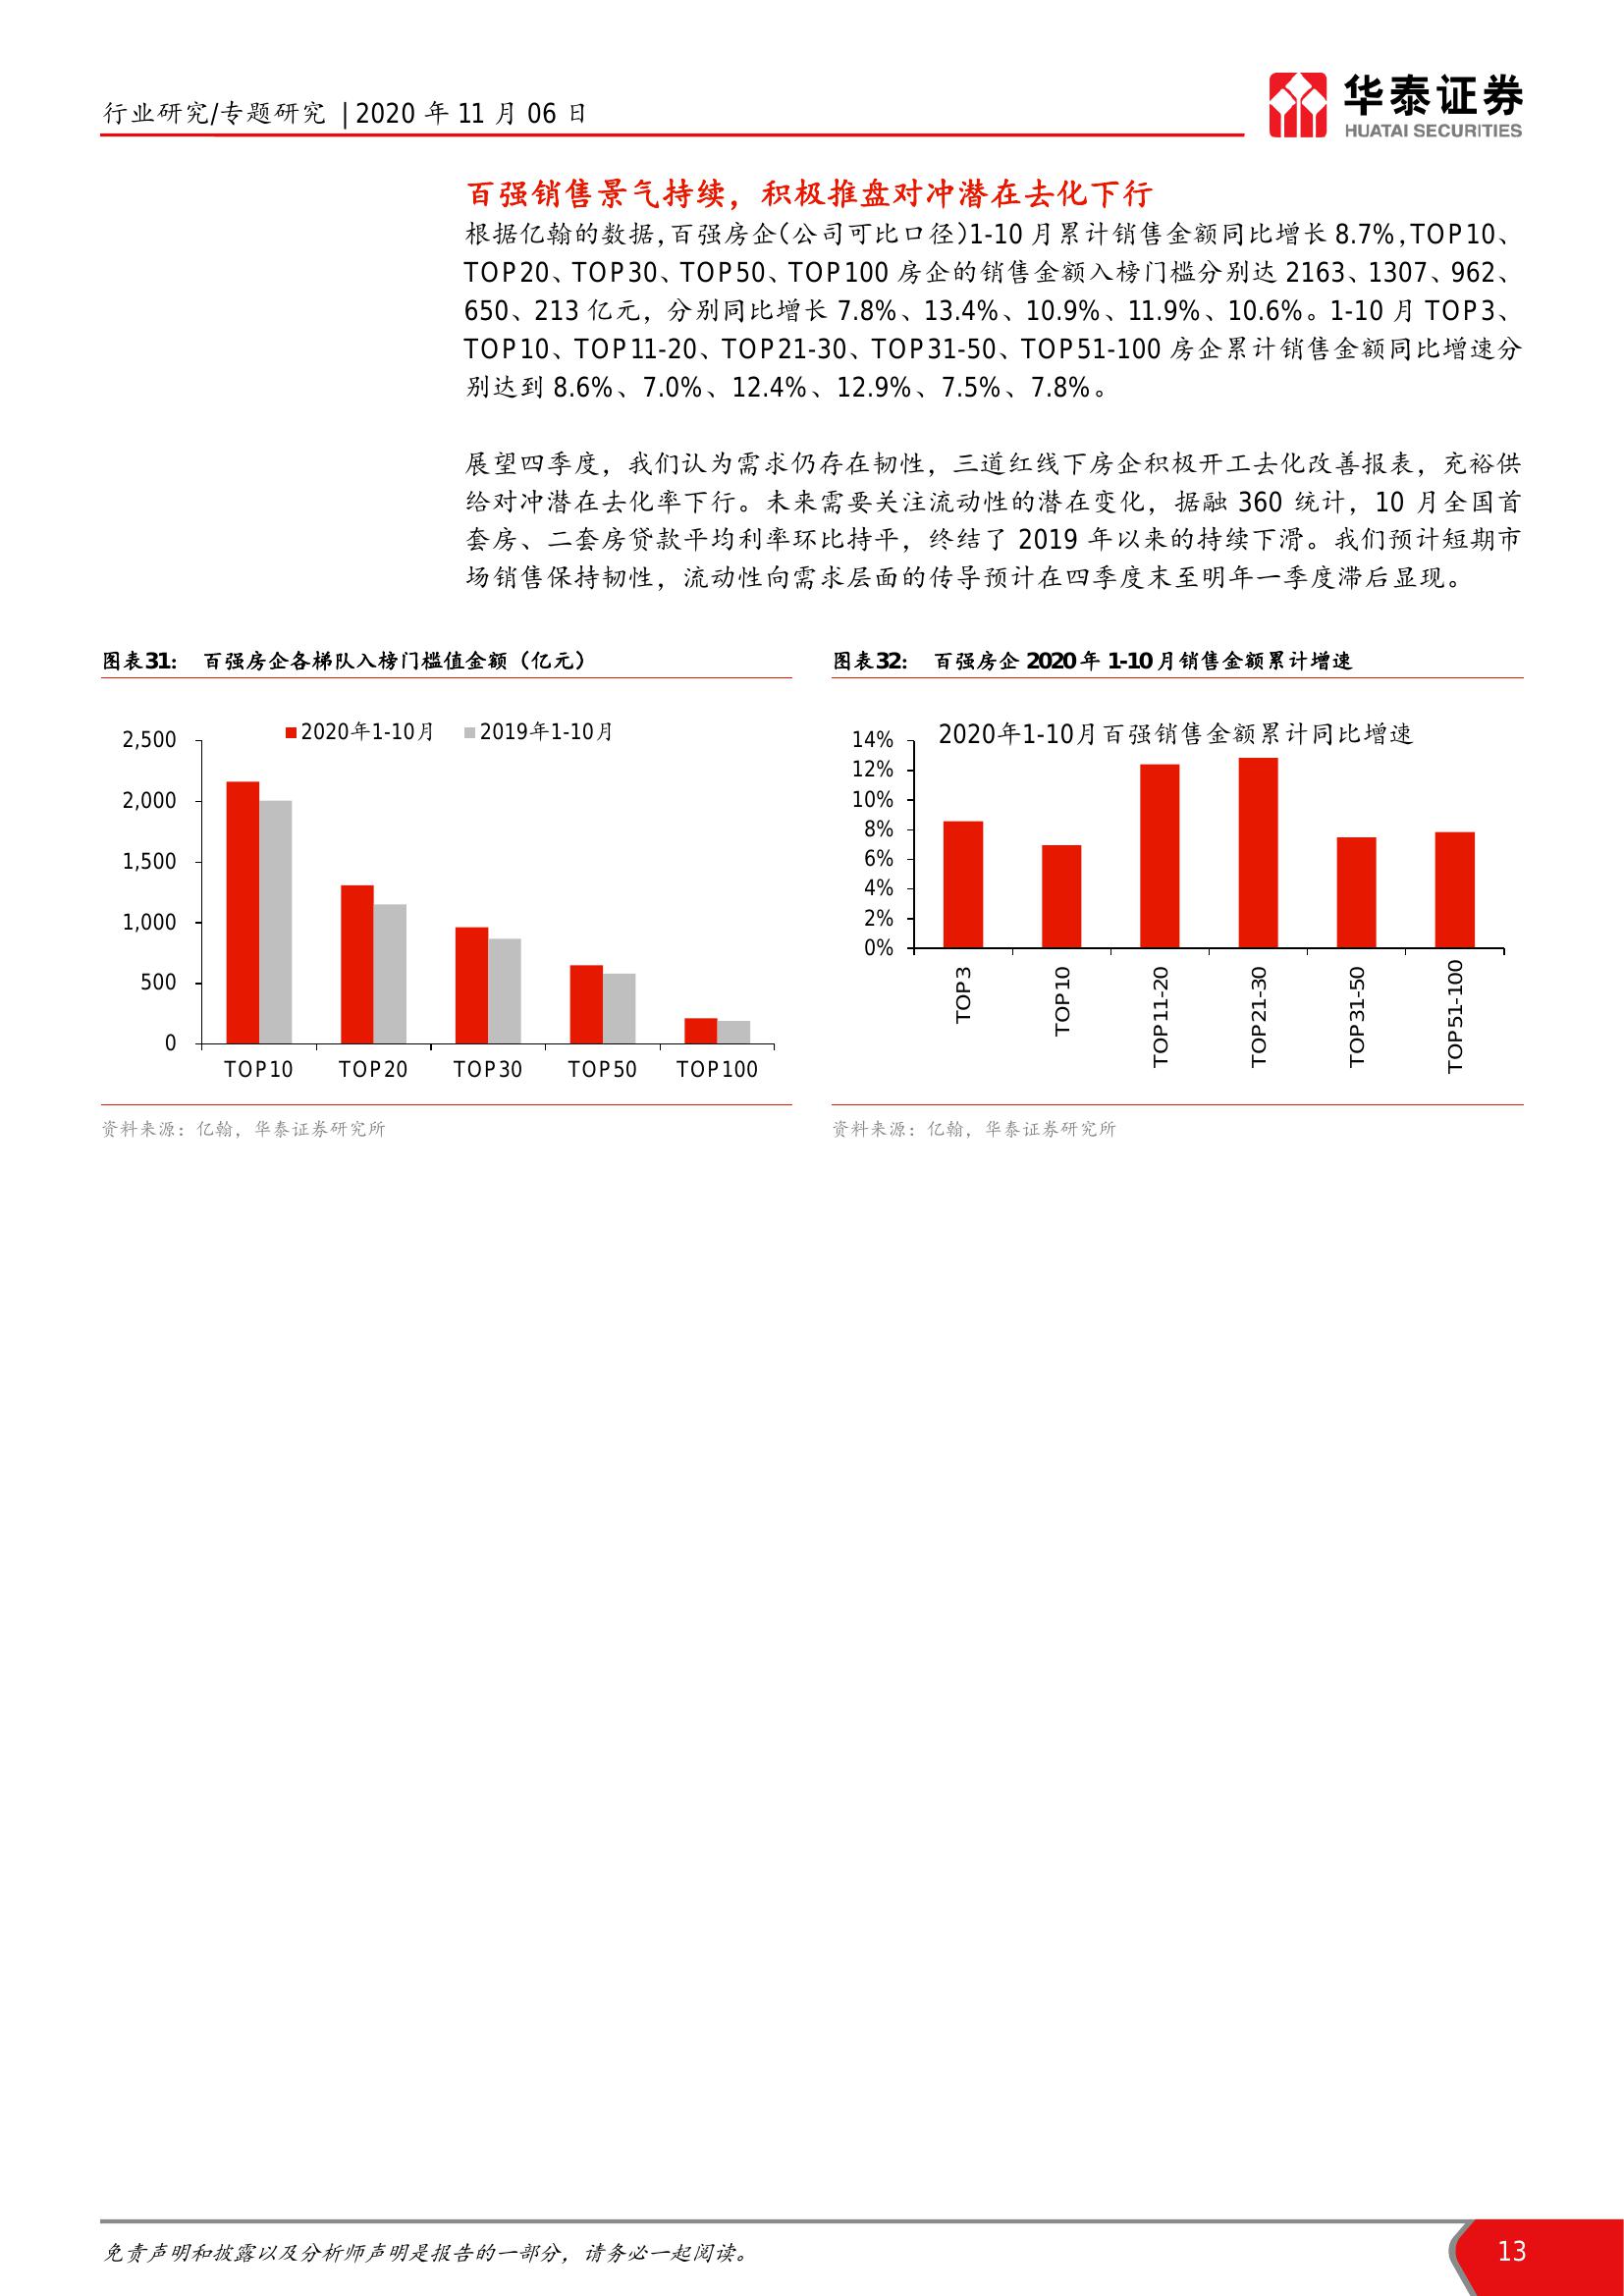 行业研究/专题研究 | 2020 年 11 月 06 日
华泰证券
HUATAI SECURITIES
百强销售景气持续，积极推盘对冲潜在去化下行
根据亿翰的数据，百强房企（公司可比口径）1-10 月累计销售金额同比增长 8.7%，TOP10、
TOP20、TOP30、TOP50、TOP100 房企的销售金额入榜门槛分别达 2163、1307、962、
650、213 亿元，分别同比增长 7.8%、13.4%、10.9%、11.9%、10.6%。1-10 月 TOP3、
TOP10、TOP11-20、TOP21-30、TOP31-50、TOP51-100 房企累计销售金额同比增速分
别达到 8.6%、7.0%、12.4%、12.9%、7.5%、7.8%。
展望四季度，我们认为需求仍存在韧性，三道红线下房企积极开工去化改善报表，充裕供
给对冲潜在去化率下行。未来需要关注流动性的潜在变化，据融 360 统计，10 月全国首
套房、二套房贷款平均利率环比持平，终结了 2019 年以来的持续下滑。我们预计短期市
场销售保持韧性，流动性向需求层面的传导预计在四季度末至明年一季度滞后显现。
图表31： 百强房企各梯队入榜门槛值金额（亿元）
2020年1-10月 2019年1-10月
2,500
2,000
1,500
1,000
500
0
TOP10 TOP20 TOP30 TOP50 TOP100
资料来源：亿翰，华泰证券研究所
图表32： 百强房企 2020 年 1-10 月销售金额累计增速
2020年1-10月百强销售金额累计同比增速
14%
12%
10%
8%
6%
4%
2%
0%
TOP3
TOP10
TOP11-20
TOP21-30
TOP31-50
TOP51-100
资料来源：亿翰，华泰证券研究所
免责声明和披露以及分析师声明是报告的一部分，请务必一起阅读。
13